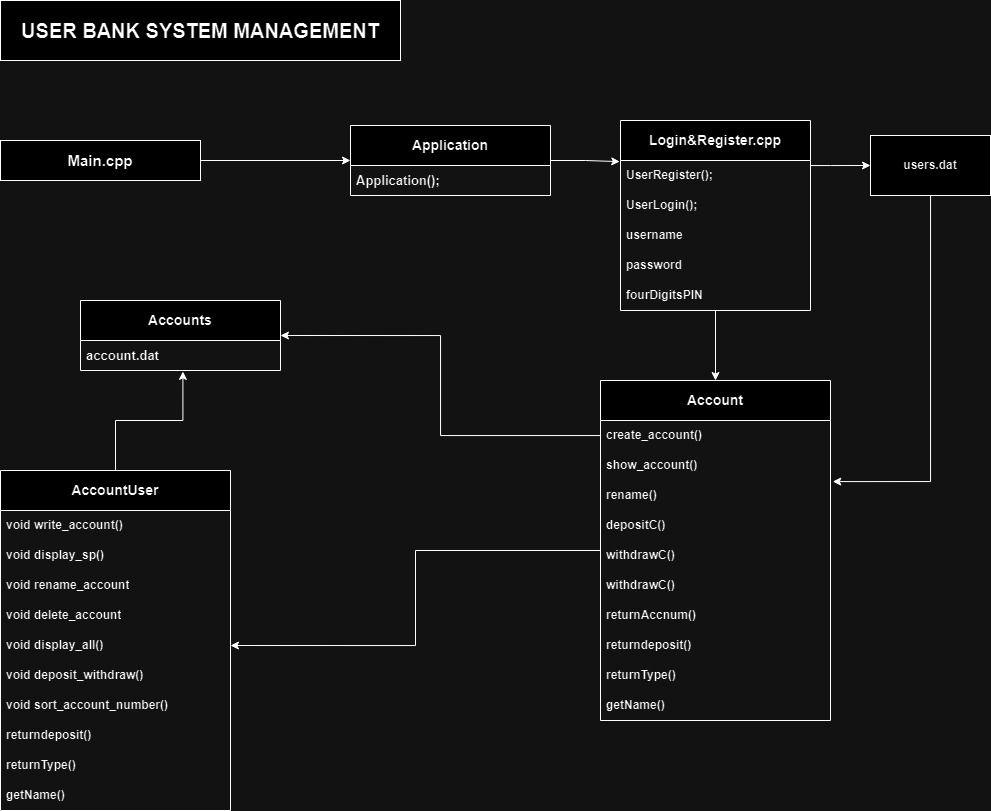 USER BANK SYSTEM MANAGEMENT
Main.cpp
Application
Application();
Login&Register.cpp
UserRegister();
UserLogin();
username
password
fourDigitsPIN
users.dat
Accounts
account.dat
Account
create_account()
show_account()
rename()
depositC()
withdrawC()
withdrawC()
returnAccnum()
returndeposit()
returnType()
getName()
AccountUser
void write_account()
void display_sp()
void rename_account
void delete_account
void display_all()
void deposit_withdraw()
void sort_account_number()
returndeposit()
returnType()
getName()